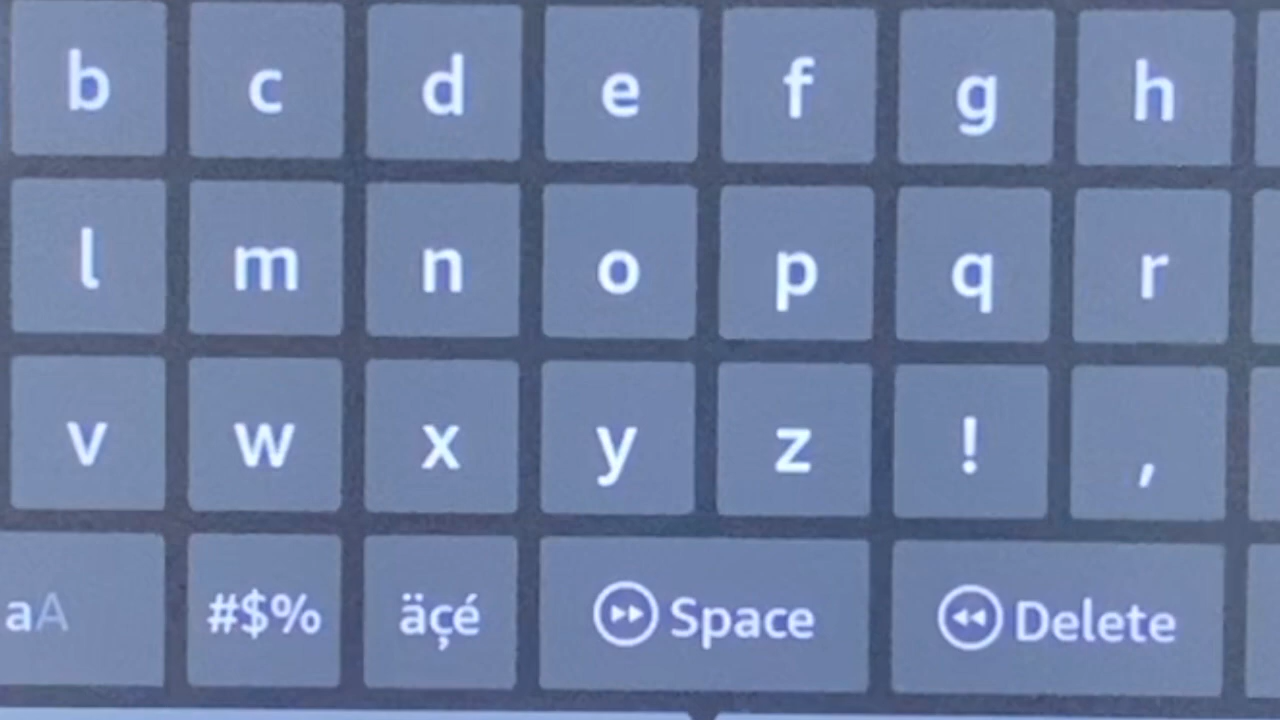 b c d e f g h
l m n o p q r
v w x y z ! ,
aA #$% äçé Space Delete